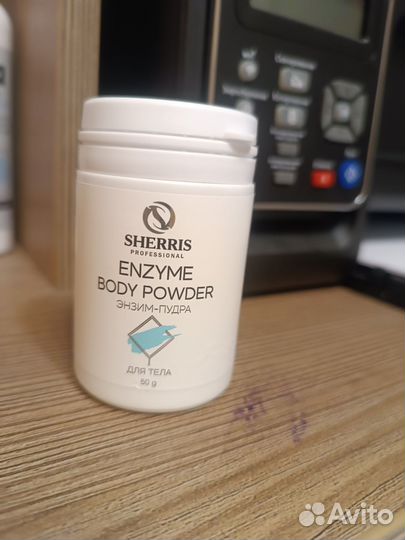 SHERRIS
PROFESSIONAL
ENZYME
BODY POWDER
ЭНЗИМ-ПУДРА
ДЛЯ ТЕЛА
50 g
Avito